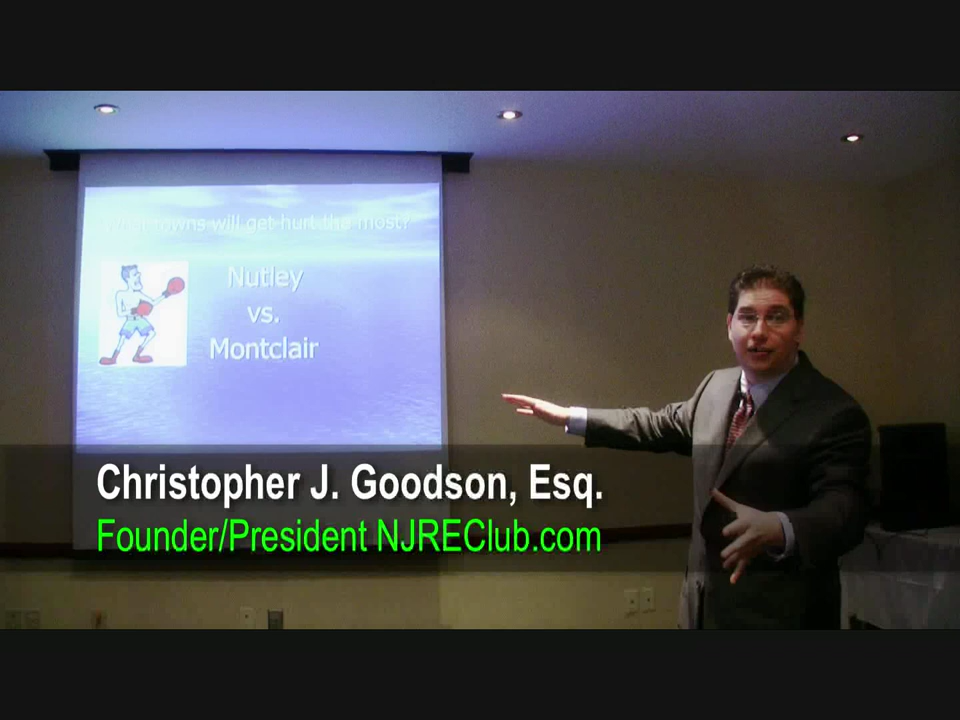 towns will get hurt the most?
Nutley
vs.
Montclair
Christopher J. Goodson, Esq.
Founder/President NJREClub.com